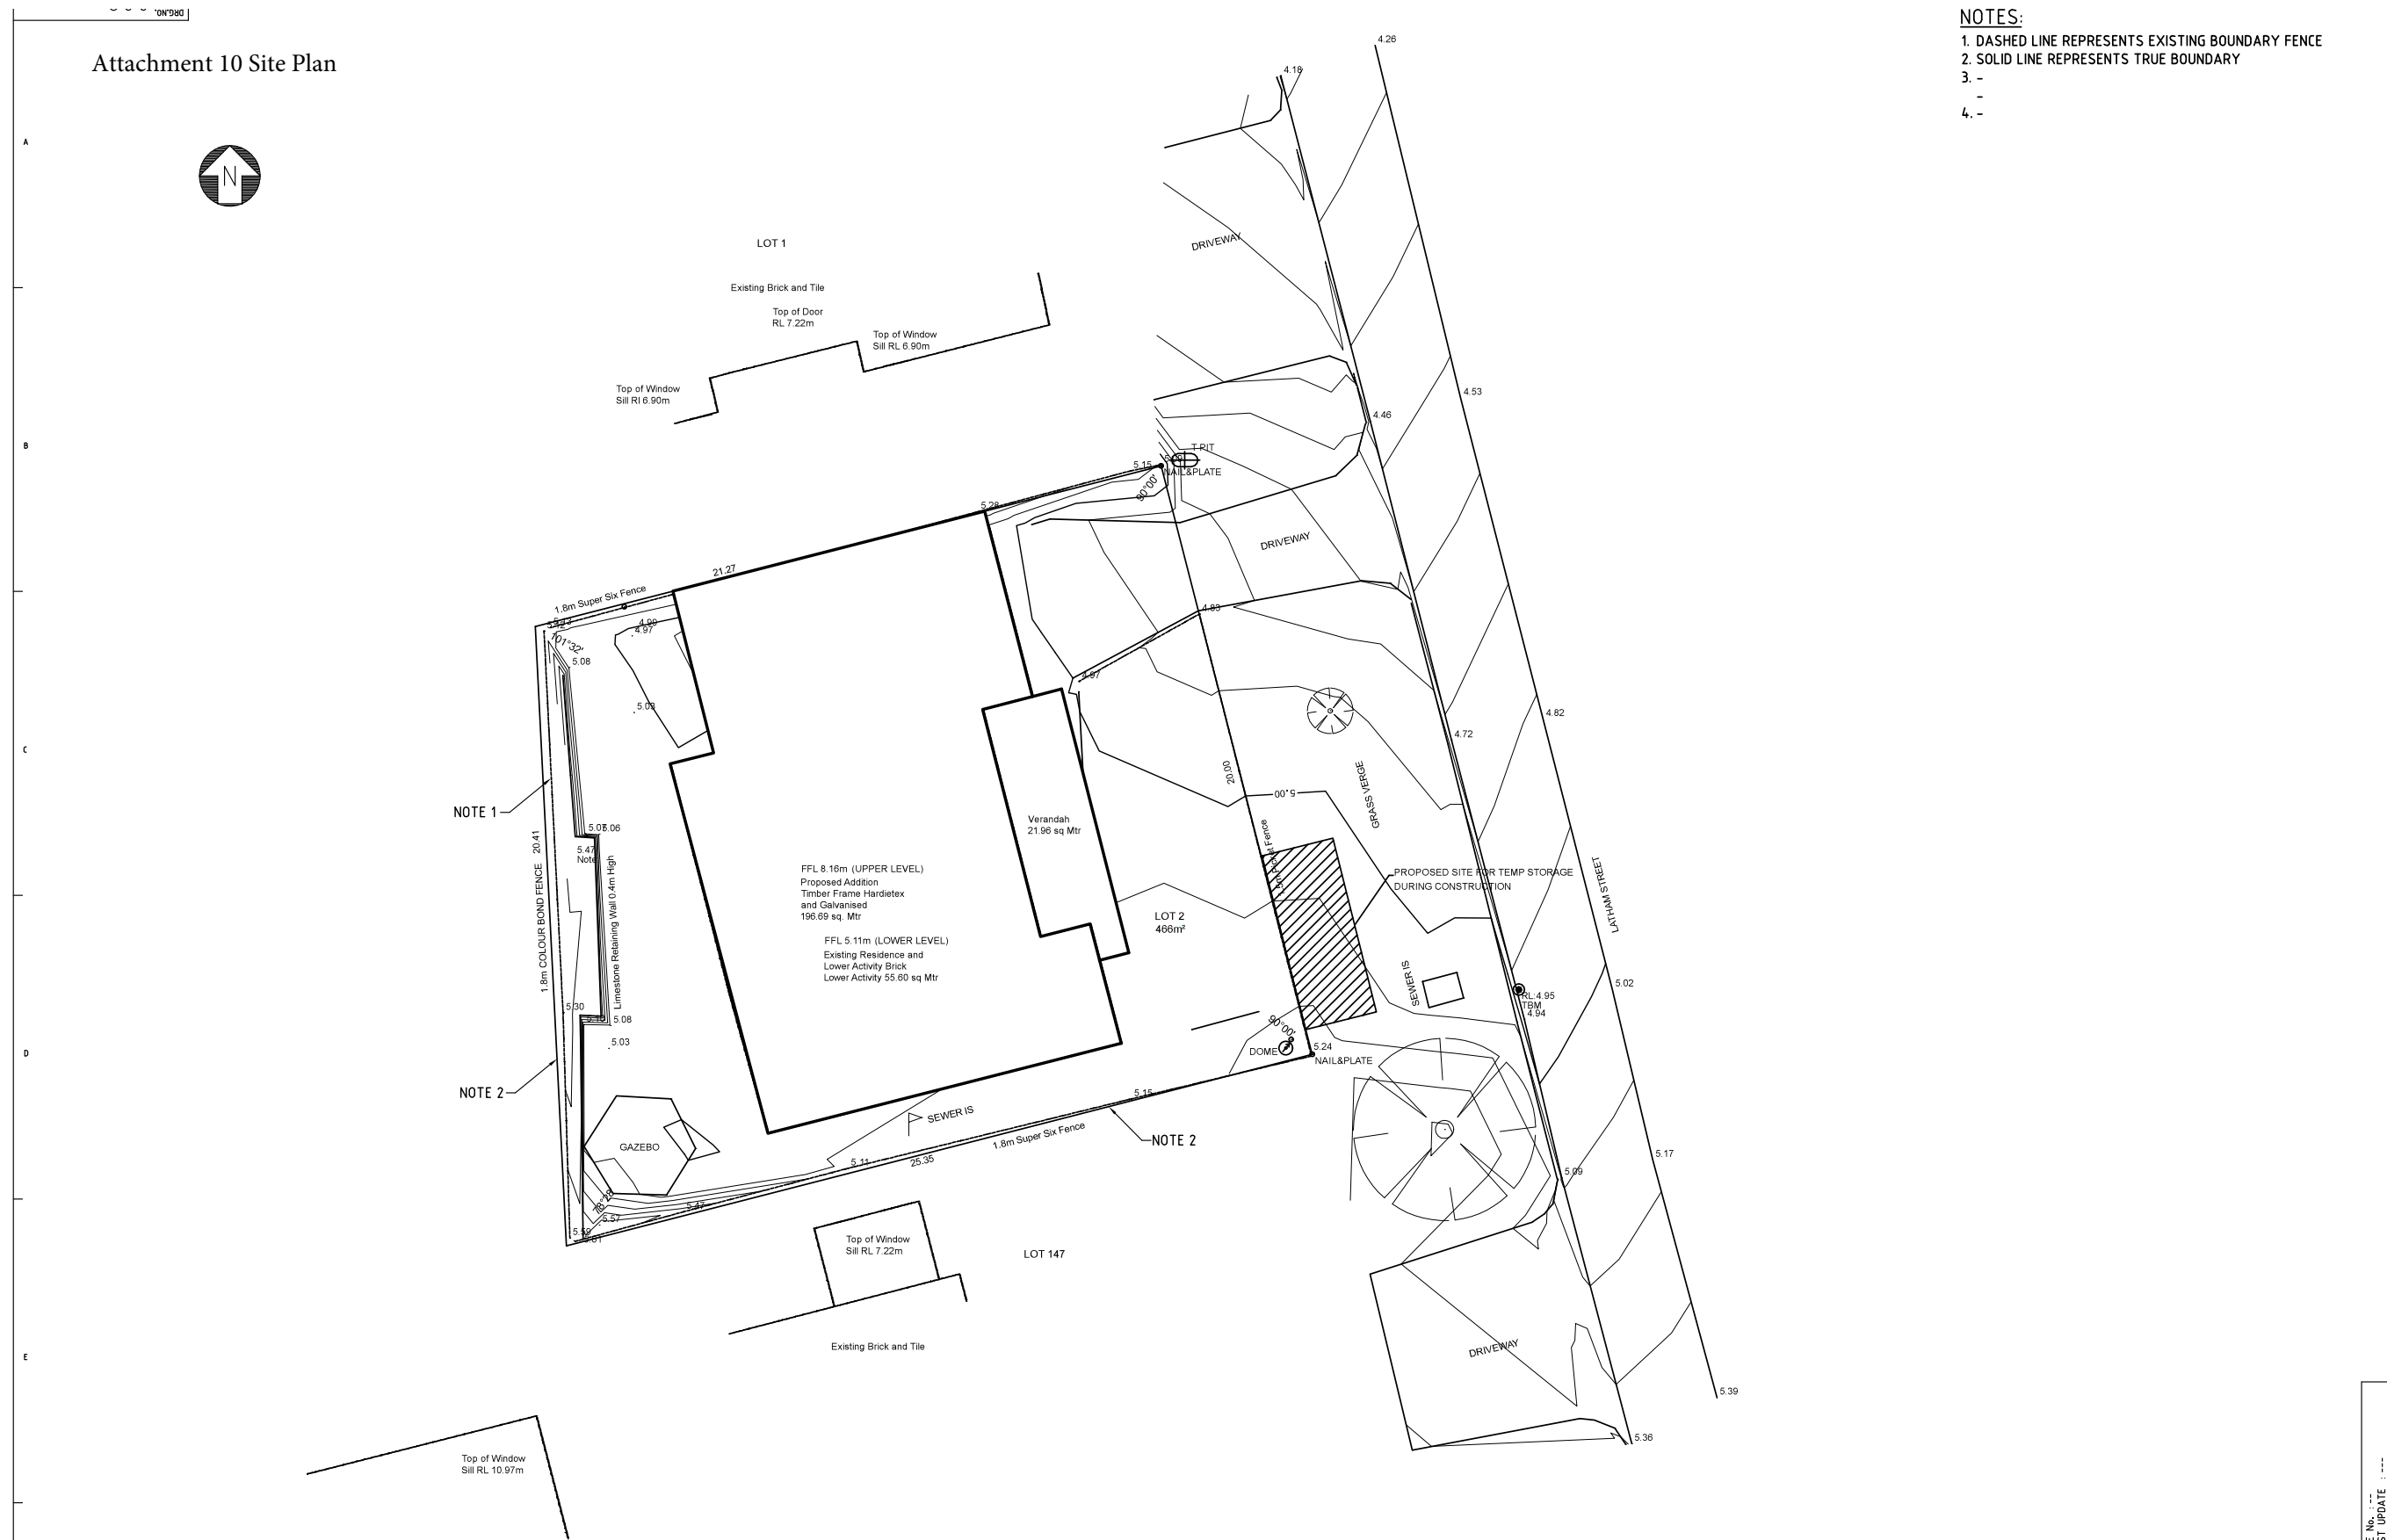 DRG.NO.
Attachment 10 Site Plan
NOTES:
1. DASHED LINE REPRESENTS EXISTING BOUNDARY FENCE
2. SOLID LINE REPRESENTS TRUE BOUNDARY
3. -
-
4. -
A
B
C
D
E
N
4.26
4.18
LOT 1
DRIVEWAY
Existing Brick and Tile
Top of Door
RL 7.22m
Top of Window
Sill RL 6.90m
Top of Window
Sill Rl 6.90m
4.53
4.46
T PIT
5.15
NAIL&PLATE
90°00'
5.28
DRIVEWAY
21.27
1.8m Super Six Fence
4.99
4.97
101°32'
5.08
5.03
4.83
4.97
4.82
4.72
20.00
5.00
GRASS VERGE
NOTE 1
Verandah
21.96 sq Mtr
5.06
5.47
Note
1.8m COLOUR BOND FENCE 20.41
Limestone Retaining Wall 0.4m High
FFL 8.16m (UPPER LEVEL)
Proposed Addition
Timber Frame Hardietex
and Galvanised
196.69 sq. Mtr
FFL 5.11m (LOWER LEVEL)
Existing Residence and
Lower Activity Brick
Lower Activity 55.60 sq Mtr
LOT 2
466m²
PROPOSED SITE FOR TEMP STORAGE
DURING CONSTRUCTION
LATHAM STREET
SEWER IS
5.02
RL:4.95
TBM
4.94
5.30
5.08
5.03
90°00'
DOME
5.24
NAIL&PLATE
NOTE 2
5.15
SEWER IS
1.8m Super Six Fence
NOTE 2
GAZEBO
5.11
25.35
5.17
5.09
78°28'
5.47
5.57
5.59
Top of Window
Sill RL 7.22m
LOT 147
Existing Brick and Tile
DRIVEWAY
5.39
5.36
Top of Window
Sill RL 10.97m